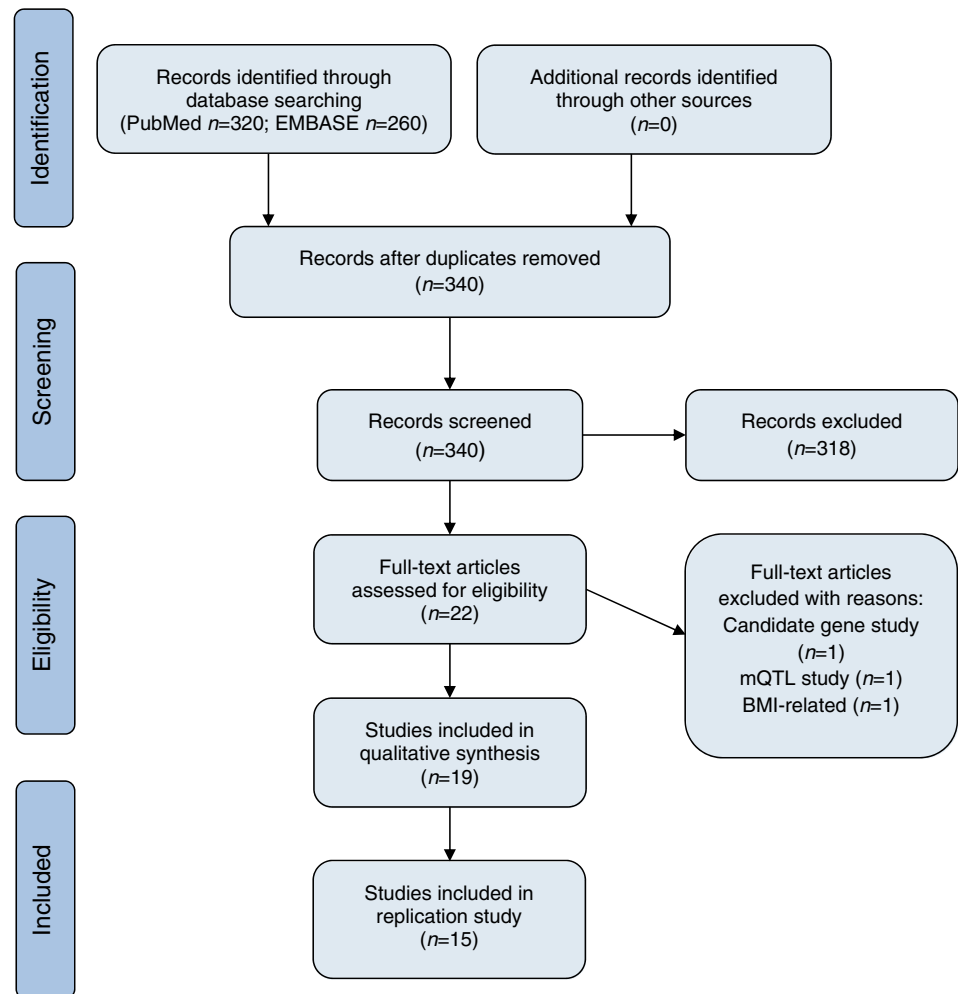 Identification
Records identified through
database searching
(PubMed n=320; EMBASE n=260)
Additional records identified
through other sources
(n=0)
Records after duplicates removed
(n=340)
Screening
Records screened
(n=340)
Records excluded
(n=318)
Eligibility
Full-text articles
assessed for eligibility
(n=22)
Full-text articles
excluded with reasons:
Candidate gene study
(n=1)
mQTL study (n=1)
BMI-related (n=1)
Studies included in
qualitative synthesis
(n=19)
Included
Studies included in
replication study
(n=15)